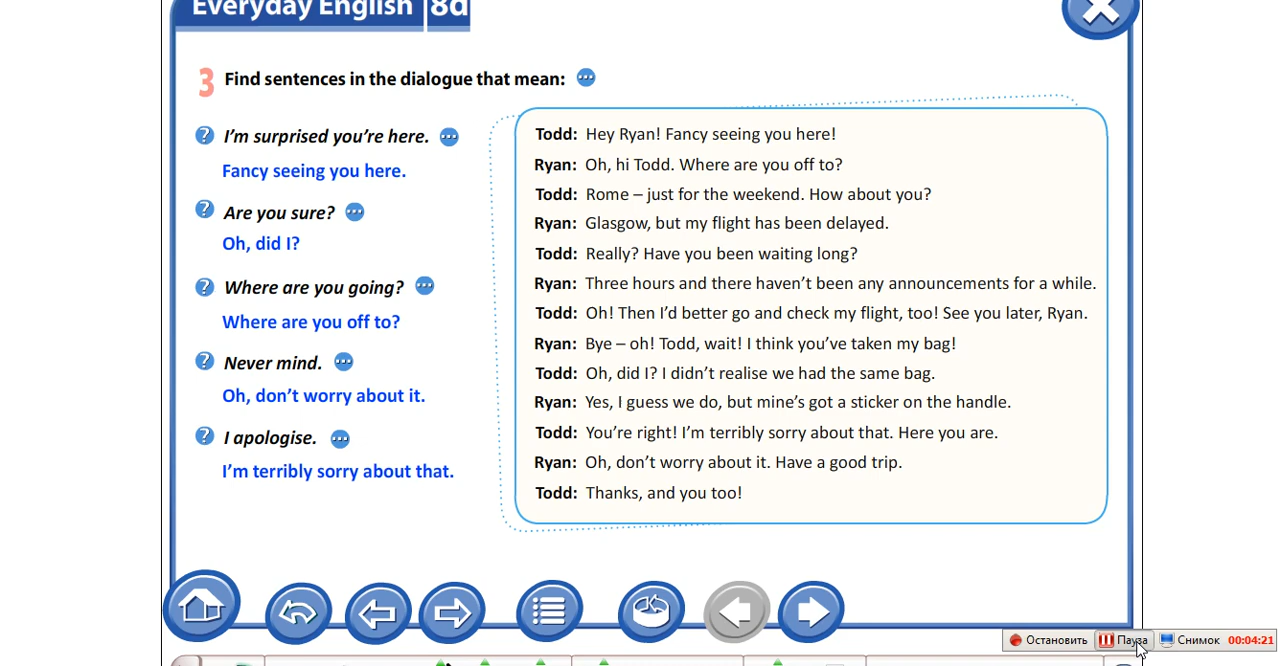 Everyday English 8d
3 Find sentences in the dialogue that mean:
I'm surprised you're here.
Fancy seeing you here.
Are you sure?
Oh, did I?
Where are you going?
Where are you off to?
Never mind.
Oh, don't worry about it.
I apologise.
I'm terribly sorry about that.
Todd: Hey Ryan! Fancy seeing you here!
Ryan: Oh, hi Todd. Where are you off to?
Todd: Rome – just for the weekend. How about you?
Ryan: Glasgow, but my flight has been delayed.
Todd: Really? Have you been waiting long?
Ryan: Three hours and there haven't been any announcements for a while.
Todd: Oh! Then I'd better go and check my flight, too! See you later, Ryan.
Ryan: Bye – oh! Todd, wait! I think you've taken my bag!
Todd: Oh, did I? I didn't realise we had the same bag.
Ryan: Yes, I guess we do, but mine's got a sticker on the handle.
Todd: You're right! I'm terribly sorry about that. Here you are.
Ryan: Oh, don't worry about it. Have a good trip.
Todd: Thanks, and you too!
Остановить Пауза Снимок 00:04:21